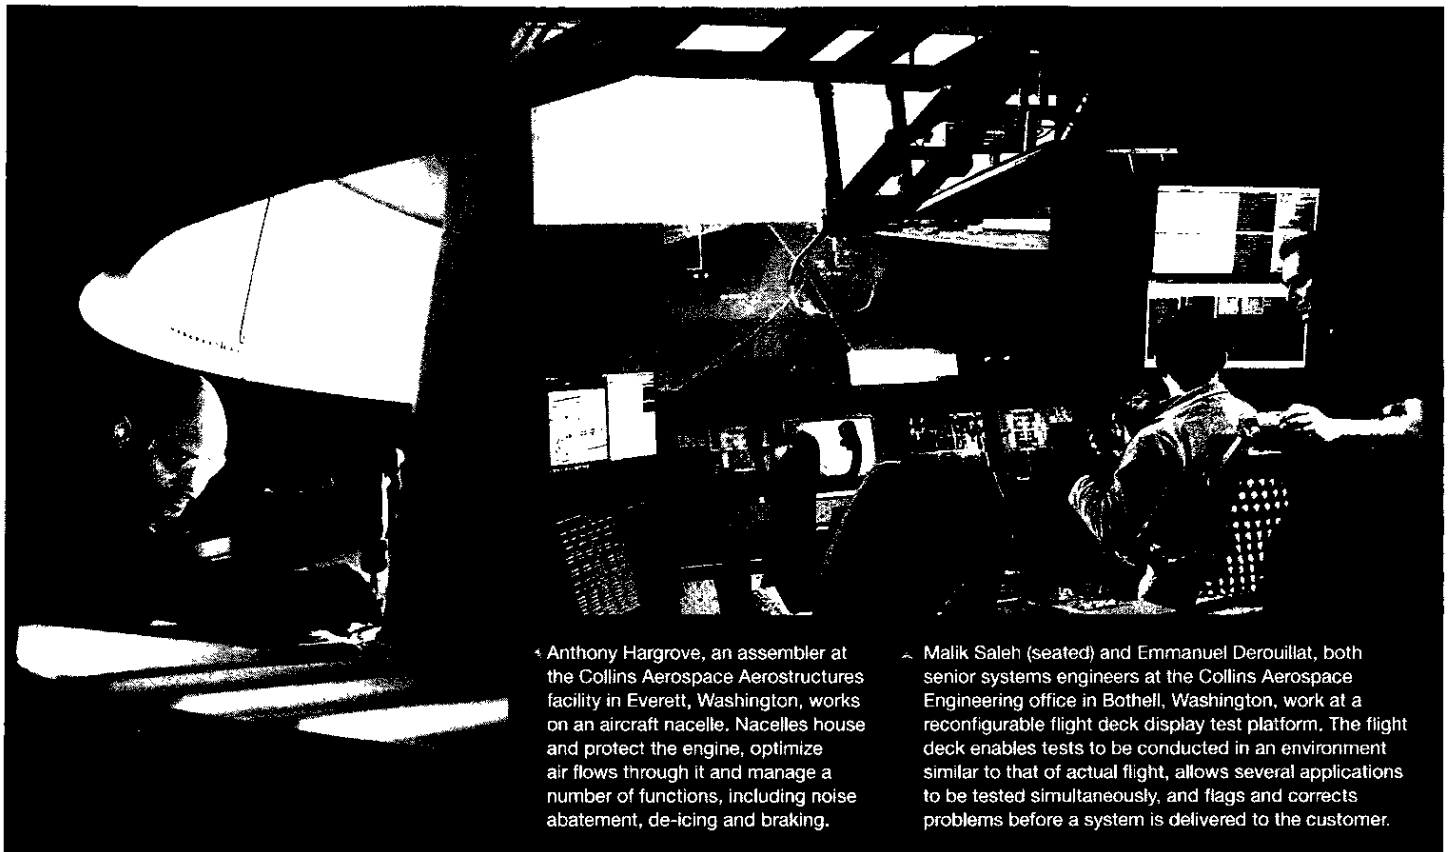 Anthony Hargrove, an assembler at
the Collins Aerospace Aerostructures
facility in Everett, Washington, works
on an aircraft nacelle. Nacelles house
and protect the engine, optimize
air flows through it and manage a
number of functions, including noise
abatement, de-icing and braking.
Malik Saleh (seated) and Emmanuel Derouillat, both
senior systems engineers at the Collins Aerospace
Engineering office in Bothell, Washington, work at a
reconfigurable flight deck display test platform. The flight
deck enables tests to be conducted in an environment
similar to that of actual flight, allows several applications
to be tested simultaneously, and flags and corrects
problems before a system is delivered to the customer.